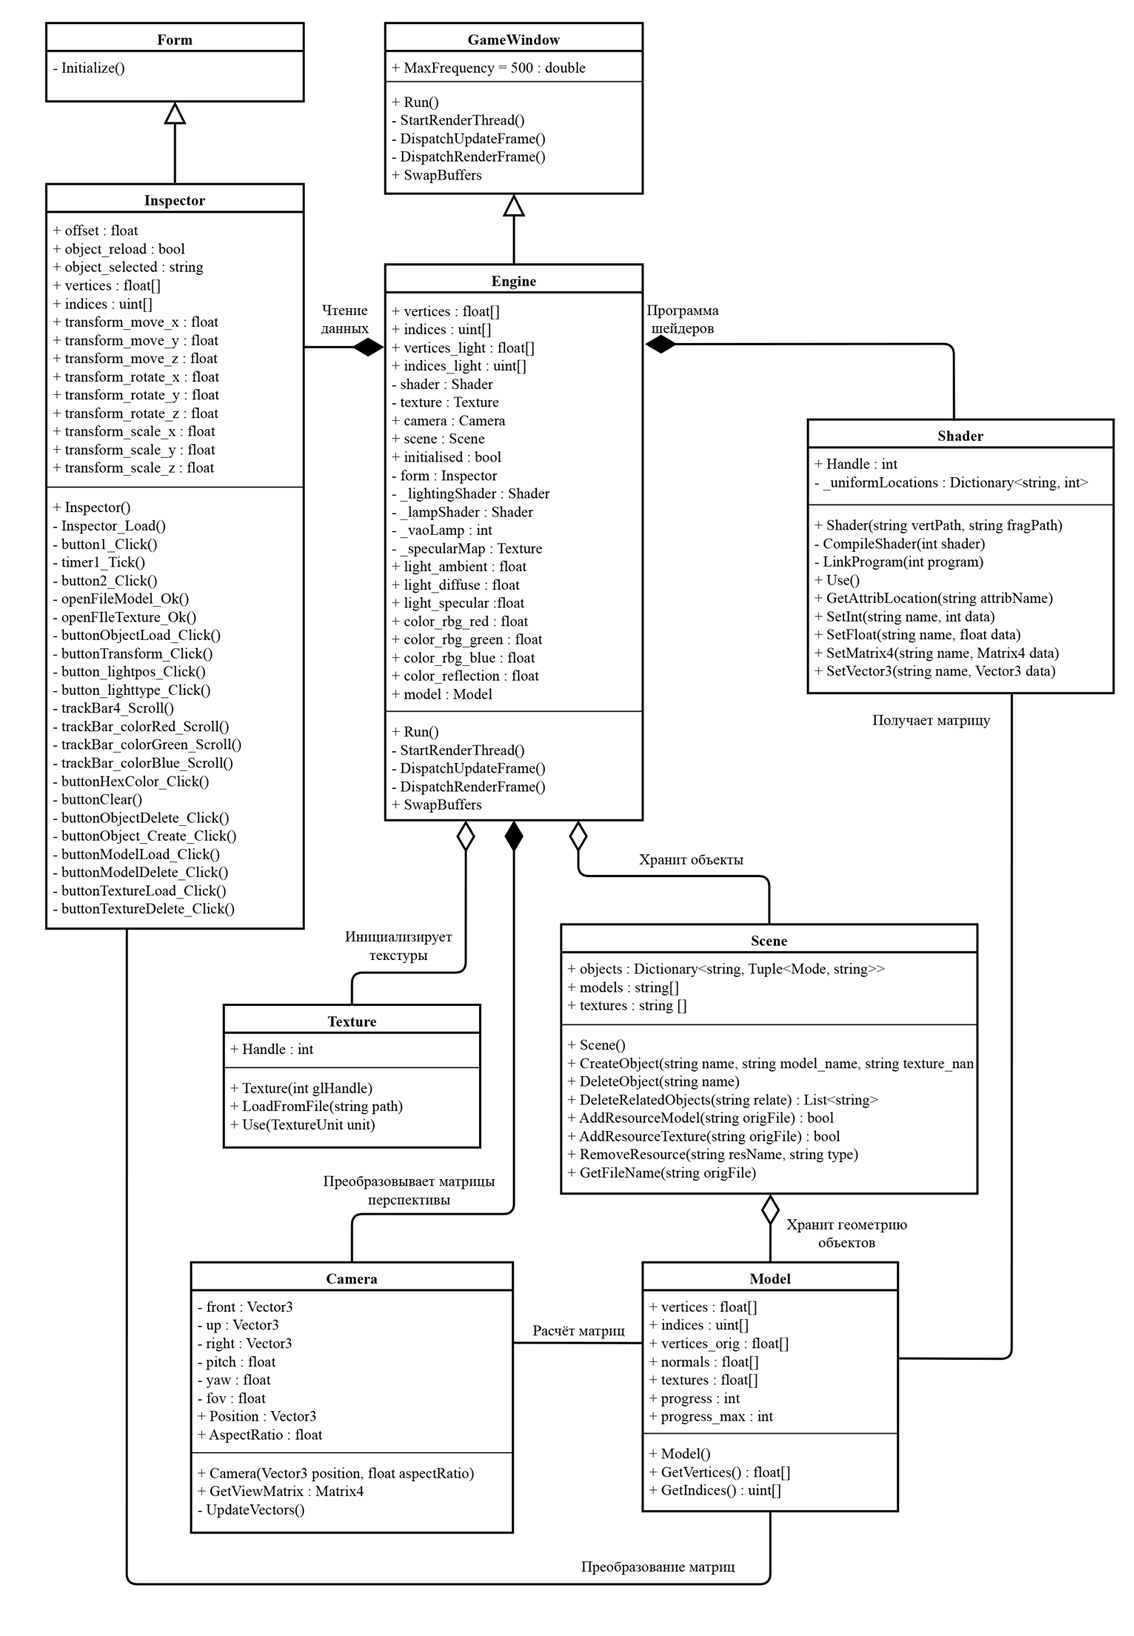 Form
- Initialize()
GameWindow
+ MaxFrequency = 500 : double
+ Run()
- StartRenderThread()
- DispatchUpdateFrame()
- DispatchRenderFrame()
+ SwapBuffers
Inspector
+ offset : float
+ object_reload : bool
+ object_selected : string
+ vertices : float[]
+ indices : uint[]
+ transform_move_x : float
+ transform_move_y : float
+ transform_move_z : float
+ transform_rotate_x : float
+ transform_rotate_y : float
+ transform_rotate_z : float
+ transform_scale_x : float
+ transform_scale_y : float
+ transform_scale_z : float
+ Inspector()
- Inspector_Load()
- button1_Click()
- timer1_Tick()
- button2_Click()
- openFileModel_Ok()
- openFIleTexture_Ok()
- buttonObjectLoad_Click()
- buttonTransform_Click()
- button_lightpos_Click()
- button_lighttype_Click()
- trackBar4_Scroll()
- trackBar_colorRed_Scroll()
- trackBar_colorGreen_Scroll()
- trackBar_colorBlue_Scroll()
- buttonHexColor_Click()
- buttonClear()
- buttonObjectDelete_Click()
- buttonObject_Create_Click()
- buttonModelLoad_Click()
- buttonModelDelete_Click()
- buttonTextureLoad_Click()
- buttonTextureDelete_Click()
Чтение
данных
Engine
+ vertices : float[]
+ indices : uint[]
+ vertices_light : float[]
+ indices_light : uint[]
- shader : Shader
- texture : Texture
+ camera : Camera
+ scene : Scene
+ initialised : bool
- form : Inspector
- _lightingShader : Shader
- _lampShader : Shader
- _vaoLamp : int
- _specularMap : Texture
+ light_ambient : float
+ light_diffuse : float
+ light_specular :float
+ color_rbg_red : float
+ color_rbg_green : float
+ color_rbg_blue : float
+ color_reflection : float
+ model : Model
+ Run()
- StartRenderThread()
- DispatchUpdateFrame()
- DispatchRenderFrame()
+ SwapBuffers
Программа
шейдеров
Shader
+ Handle : int
- _uniformLocations : Dictionary<string, int>
+ Shader(string vertPath, string fragPath)
- CompileShader(int shader)
- LinkProgram(int program)
+ Use()
+ GetAttribLocation(string attribName)
+ SetInt(string name, int data)
+ SetFloat(string name, float data)
+ SetMatrix4(string name, Matrix4 data)
+ SetVector3(string name, Vector3 data)
Получает матрицу
Хранит объекты
Инициализирует
текстуры
Scene
+ objects : Dictionary<string, Tuple<Mode, string>>
+ models : string[]
+ textures : string []
+ Scene()
+ CreateObject(string name, string model_name, string texture_nan
+ DeleteObject(string name)
+ DeleteRelatedObjects(string relate) : List<string>
+ AddResourceModel(string origFile) : bool
+ AddResourceTexture(string origFile) : bool
+ RemoveResource(string resName, string type)
+ GetFileName(string origFile)
Texture
+ Handle : int
+ Texture(int glHandle)
+ LoadFromFile(string path)
+ Use(TextureUnit unit)
Преобразовывает матрицы
перспективы
Хранит геометрию
объектов
Camera
- front : Vector3
- up : Vector3
- right : Vector3
- pitch : float
- yaw : float
- fov : float
+ Position : Vector3
+ AspectRatio : float
+ Camera(Vector3 position, float aspectRatio)
+ GetViewMatrix : Matrix4
- UpdateVectors()
Расчёт матриц
Model
+ vertices : float[]
+ indices : uint[]
+ vertices_orig : float[]
+ normals : float[]
+ textures : float[]
+ progress : int
+ progress_max : int
+ Model()
+ GetVertices() : float[]
+ GetIndices() : uint[]
Преобразование матриц